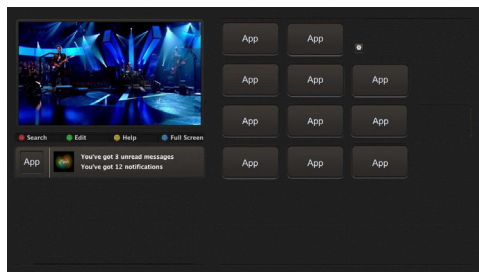 App App
App App App
App App App
App App App
Search Edit Help Full Screen
App
You've got 3 unread messages
You've got 12 notifications